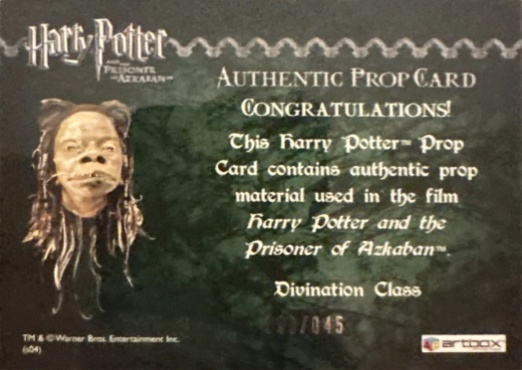 Harry Potter
AND THE
PRISONER
OF AZKABAN™
AUTHENTIC PROP CARD
CONGRATULATIONS!
This Harry Potter™ Prop
Card contains authentic prop
material used in the film
Harry Potter and the
Prisoner of Azkaban™.
Divination Class
/045
TM & © Warner Bros. Entertainment Inc.
(s04)
artbox